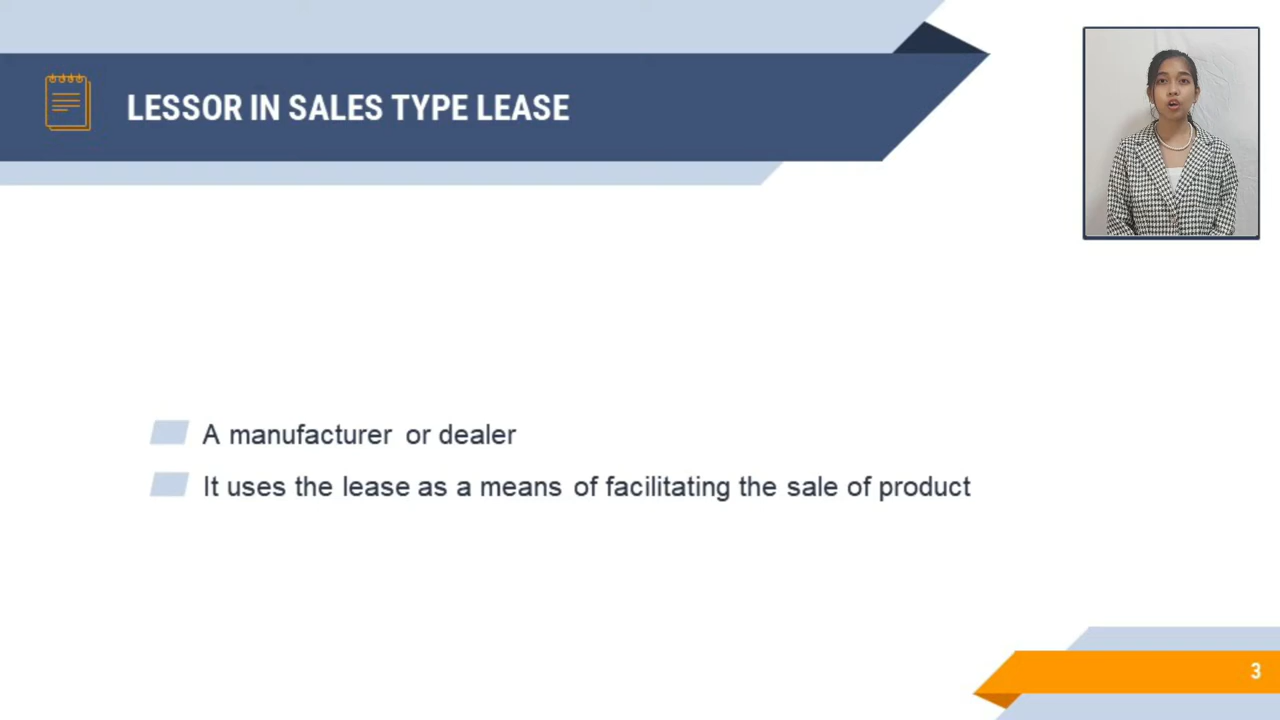 LESSOR IN SALES TYPE LEASE
A manufacturer or dealer
It uses the lease as a means of facilitating the sale of product
3